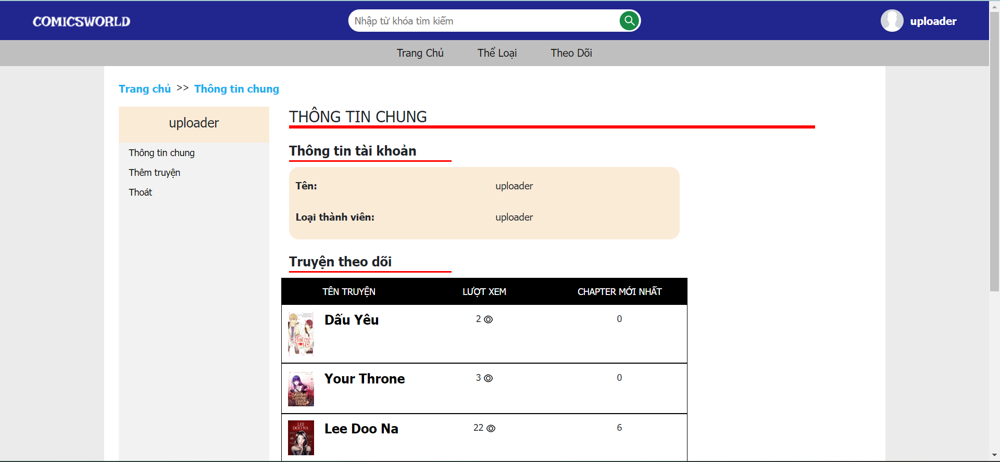 COMICSWORLD
Nhập từ khóa tìm kiếm
uploader
Trang Chủ Thể Loại Theo Dõi
Trang chủ >> Thông tin chung
uploader
Thông tin chung
Thêm truyện
Thoát
THÔNG TIN CHUNG
Thông tin tài khoản
Tên: uploader
Loại thành viên: uploader
Truyện theo dõi
TÊN TRUYỆN LƯỢT XEM CHAPTER MỚI NHẤT
Dấu Yêu 2 0
Your Throne 3 0
LEE
DOO NA
Lee Doo Na 22 6